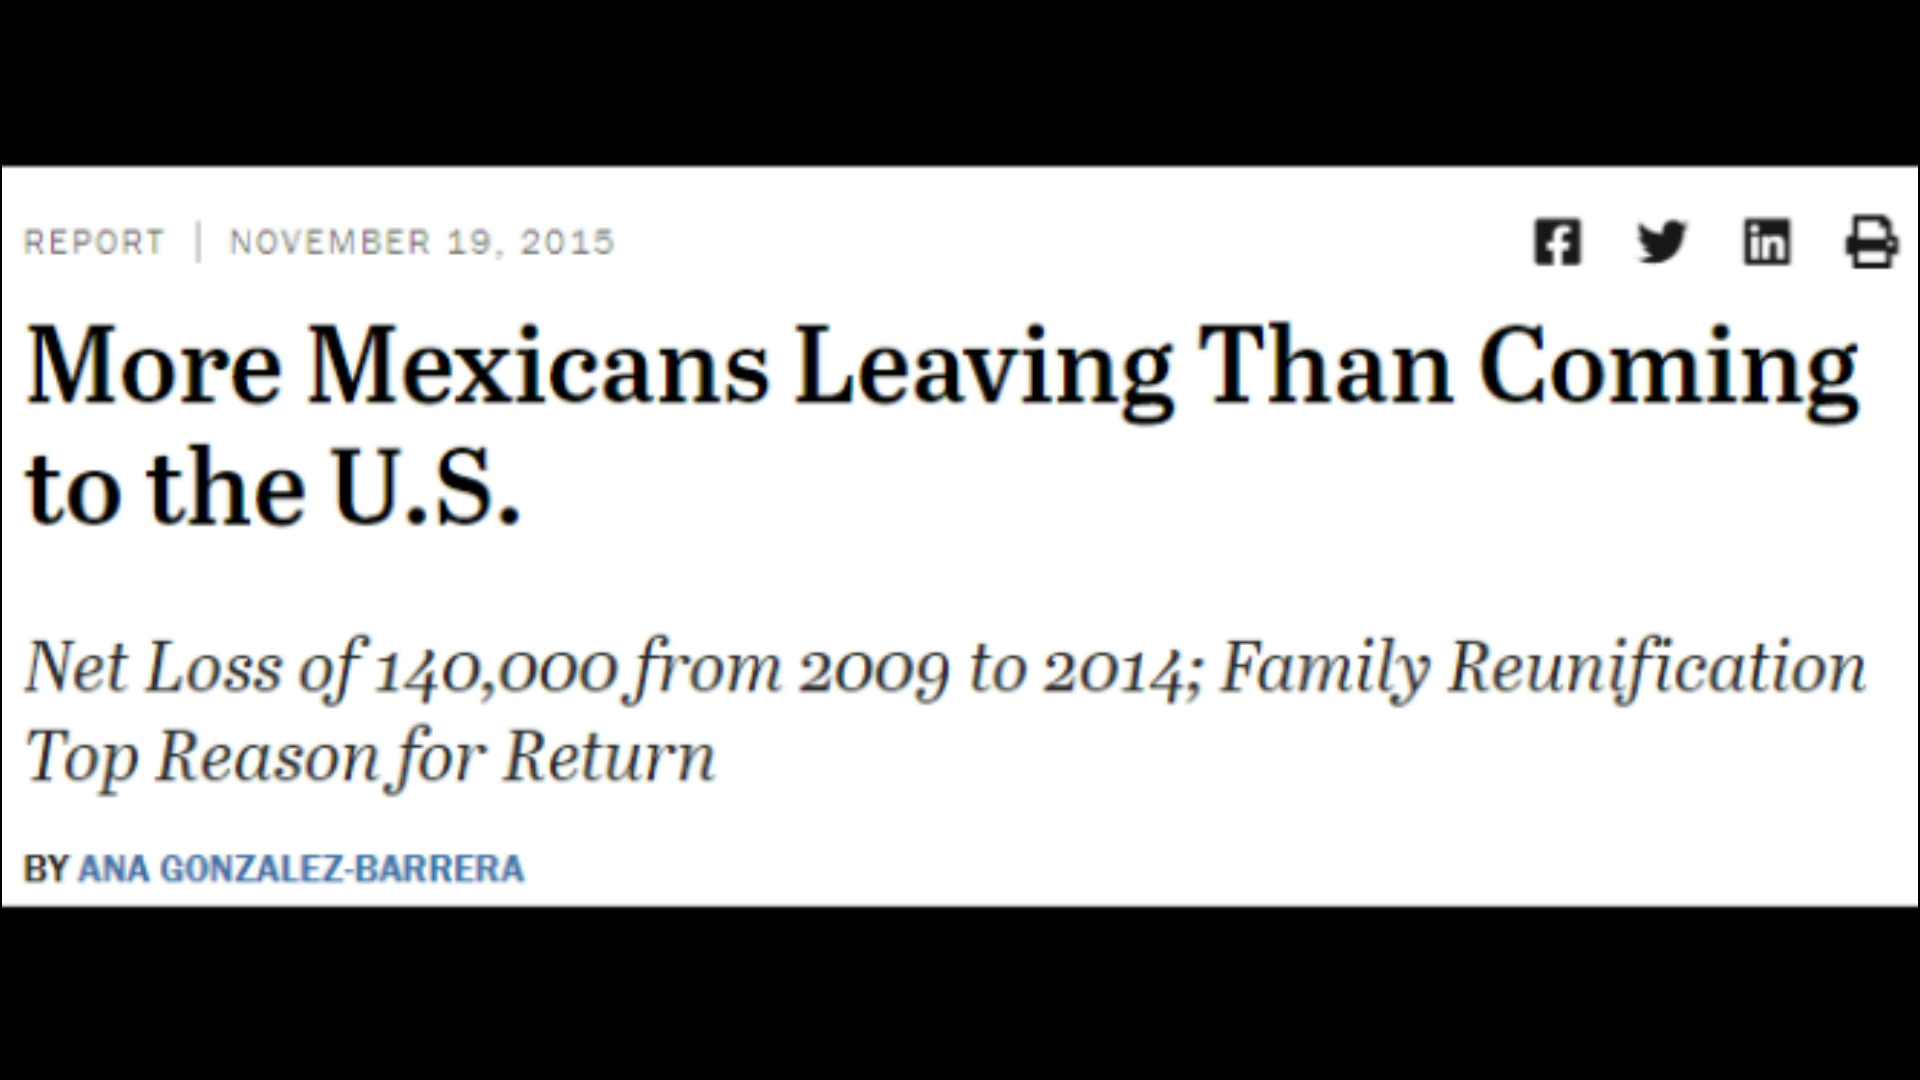 REPORT | NOVEMBER 19, 2015
More Mexicans Leaving Than Coming
to the U.S.
Net Loss of 140,000 from 2009 to 2014; Family Reunification
Top Reason for Return
BY ANA GONZALEZ-BARRERA